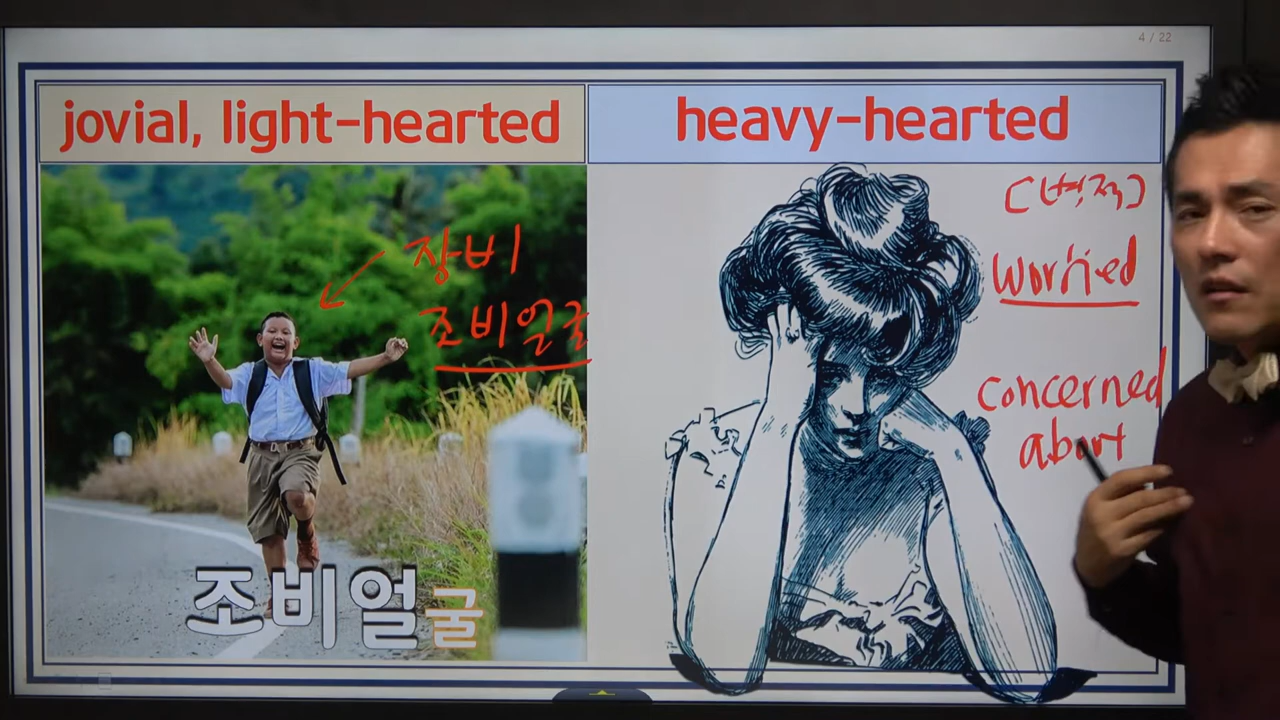 4 / 22
jovial, light-hearted
heavy-hearted
장비
조비얼굴
조비얼굴
worried
concerned
about